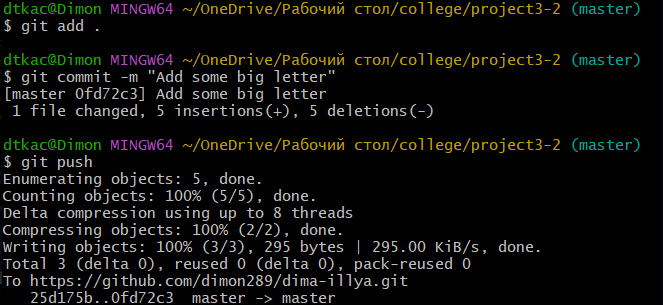 dtkac@Dimon MINGW64 ~/OneDrive/Рабочий стол/college/project3-2 (master)
$ git add .
dtkac@Dimon MINGW64 ~/OneDrive/Рабочий стол/college/project3-2 (master)
$ git commit -m "Add some big letter"
[master 0fd72c3] Add some big letter
 1 file changed, 5 insertions(+), 5 deletions(-)
dtkac@Dimon MINGW64 ~/OneDrive/Рабочий стол/college/project3-2 (master)
$ git push
Enumerating objects: 5, done.
Counting objects: 100% (5/5), done.
Delta compression using up to 8 threads
Compressing objects: 100% (2/2), done.
Writing objects: 100% (3/3), 295 bytes | 295.00 KiB/s, done.
Total 3 (delta 0), reused 0 (delta 0), pack-reused 0
To https://github.com/dimon289/dima-illya.git
   25d175b..0fd72c3  master -> master